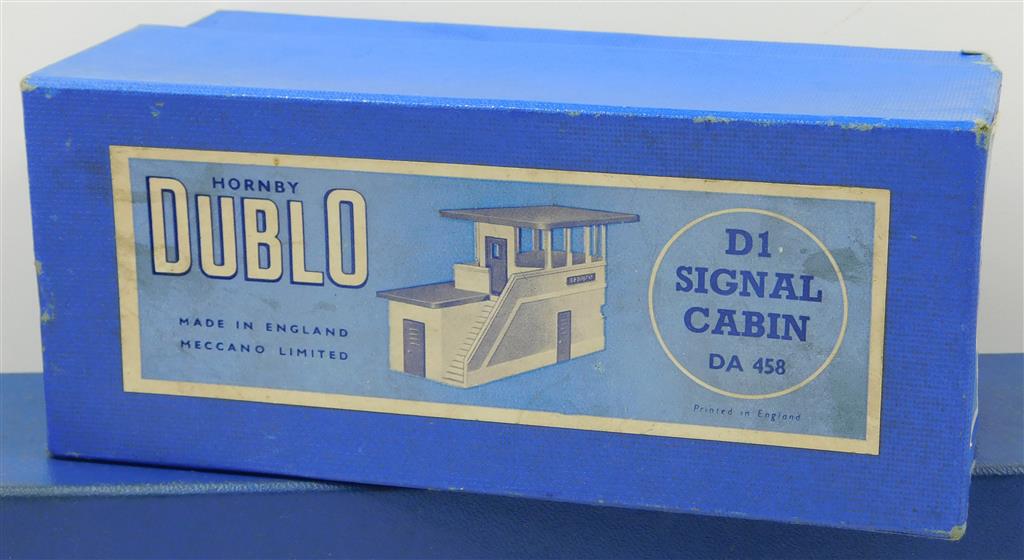 HORNBY
DUBLO
MADE IN ENGLAND
MECCANO LIMITED
D1
SIGNAL
CABIN
DA 458
Printed in England